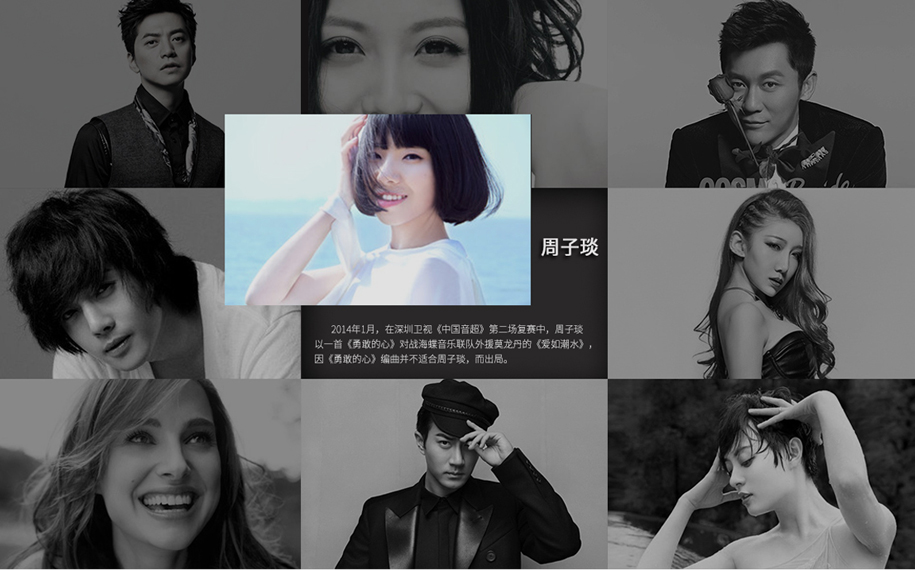 COSMO Bride
周子琰
2014年1月，在深圳卫视《中国音超》第二场复赛中，周子琰
以一首《勇敢的心》对战海蝶音乐联队外援莫龙丹的《爱如潮水》，
因《勇敢的心》编曲并不适合周子琰，而出局。